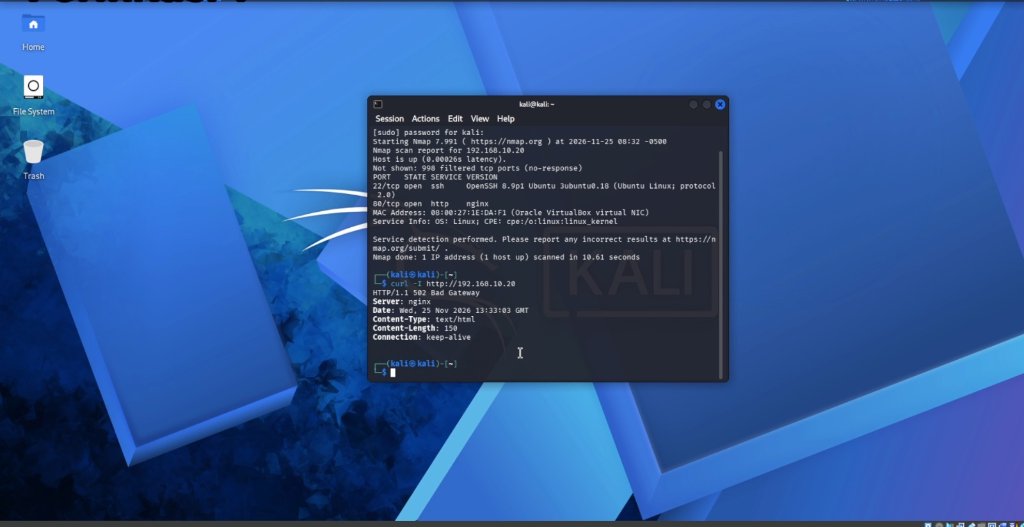 Home
File System
Trash
kali@kali: ~
Session Actions Edit View Help
[sudo] password for kali:
Starting Nmap 7.991 ( https://nmap.org ) at 2026-11-25 08:32 -0500
Nmap scan report for 192.168.10.20
Host is up (0.00026s latency).
Not shown: 998 filtered tcp ports (no-response)
PORT   STATE SERVICE VERSION
22/tcp open  ssh     OpenSSH 8.9p1 Ubuntu 3ubuntu0.18 (Ubuntu Linux; protocol
 2.0)
80/tcp open  http    nginx
MAC Address: 08:00:27:1E:DA:F1 (Oracle VirtualBox virtual NIC)
Service Info: OS: Linux; CPE: cpe:/o:linux:linux_kernel
Service detection performed. Please report any incorrect results at https://n
map.org/submit/ .
Nmap done: 1 IP address (1 host up) scanned in 10.61 seconds
┌──(kali㉿kali)-[~]
└─$ curl -I http://192.168.10.20
HTTP/1.1 502 Bad Gateway
Server: nginx
Date: Wed, 25 Nov 2026 13:33:03 GMT
Content-Type: text/html
Content-Length: 150
Connection: keep-alive
┌──(kali㉿kali)-[~]
└─$
KALI